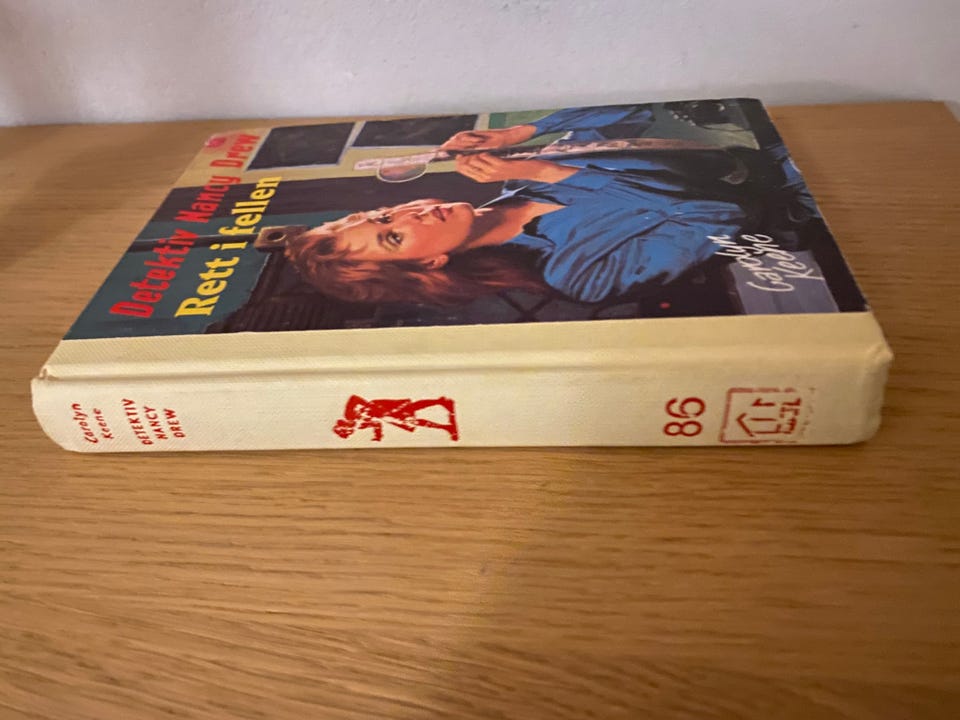 Detektiv Nancy Drew
Rett i fellen
Carolyn
Keene
Carolyn
Keene
DETEKTIV
NANCY
DREW
86